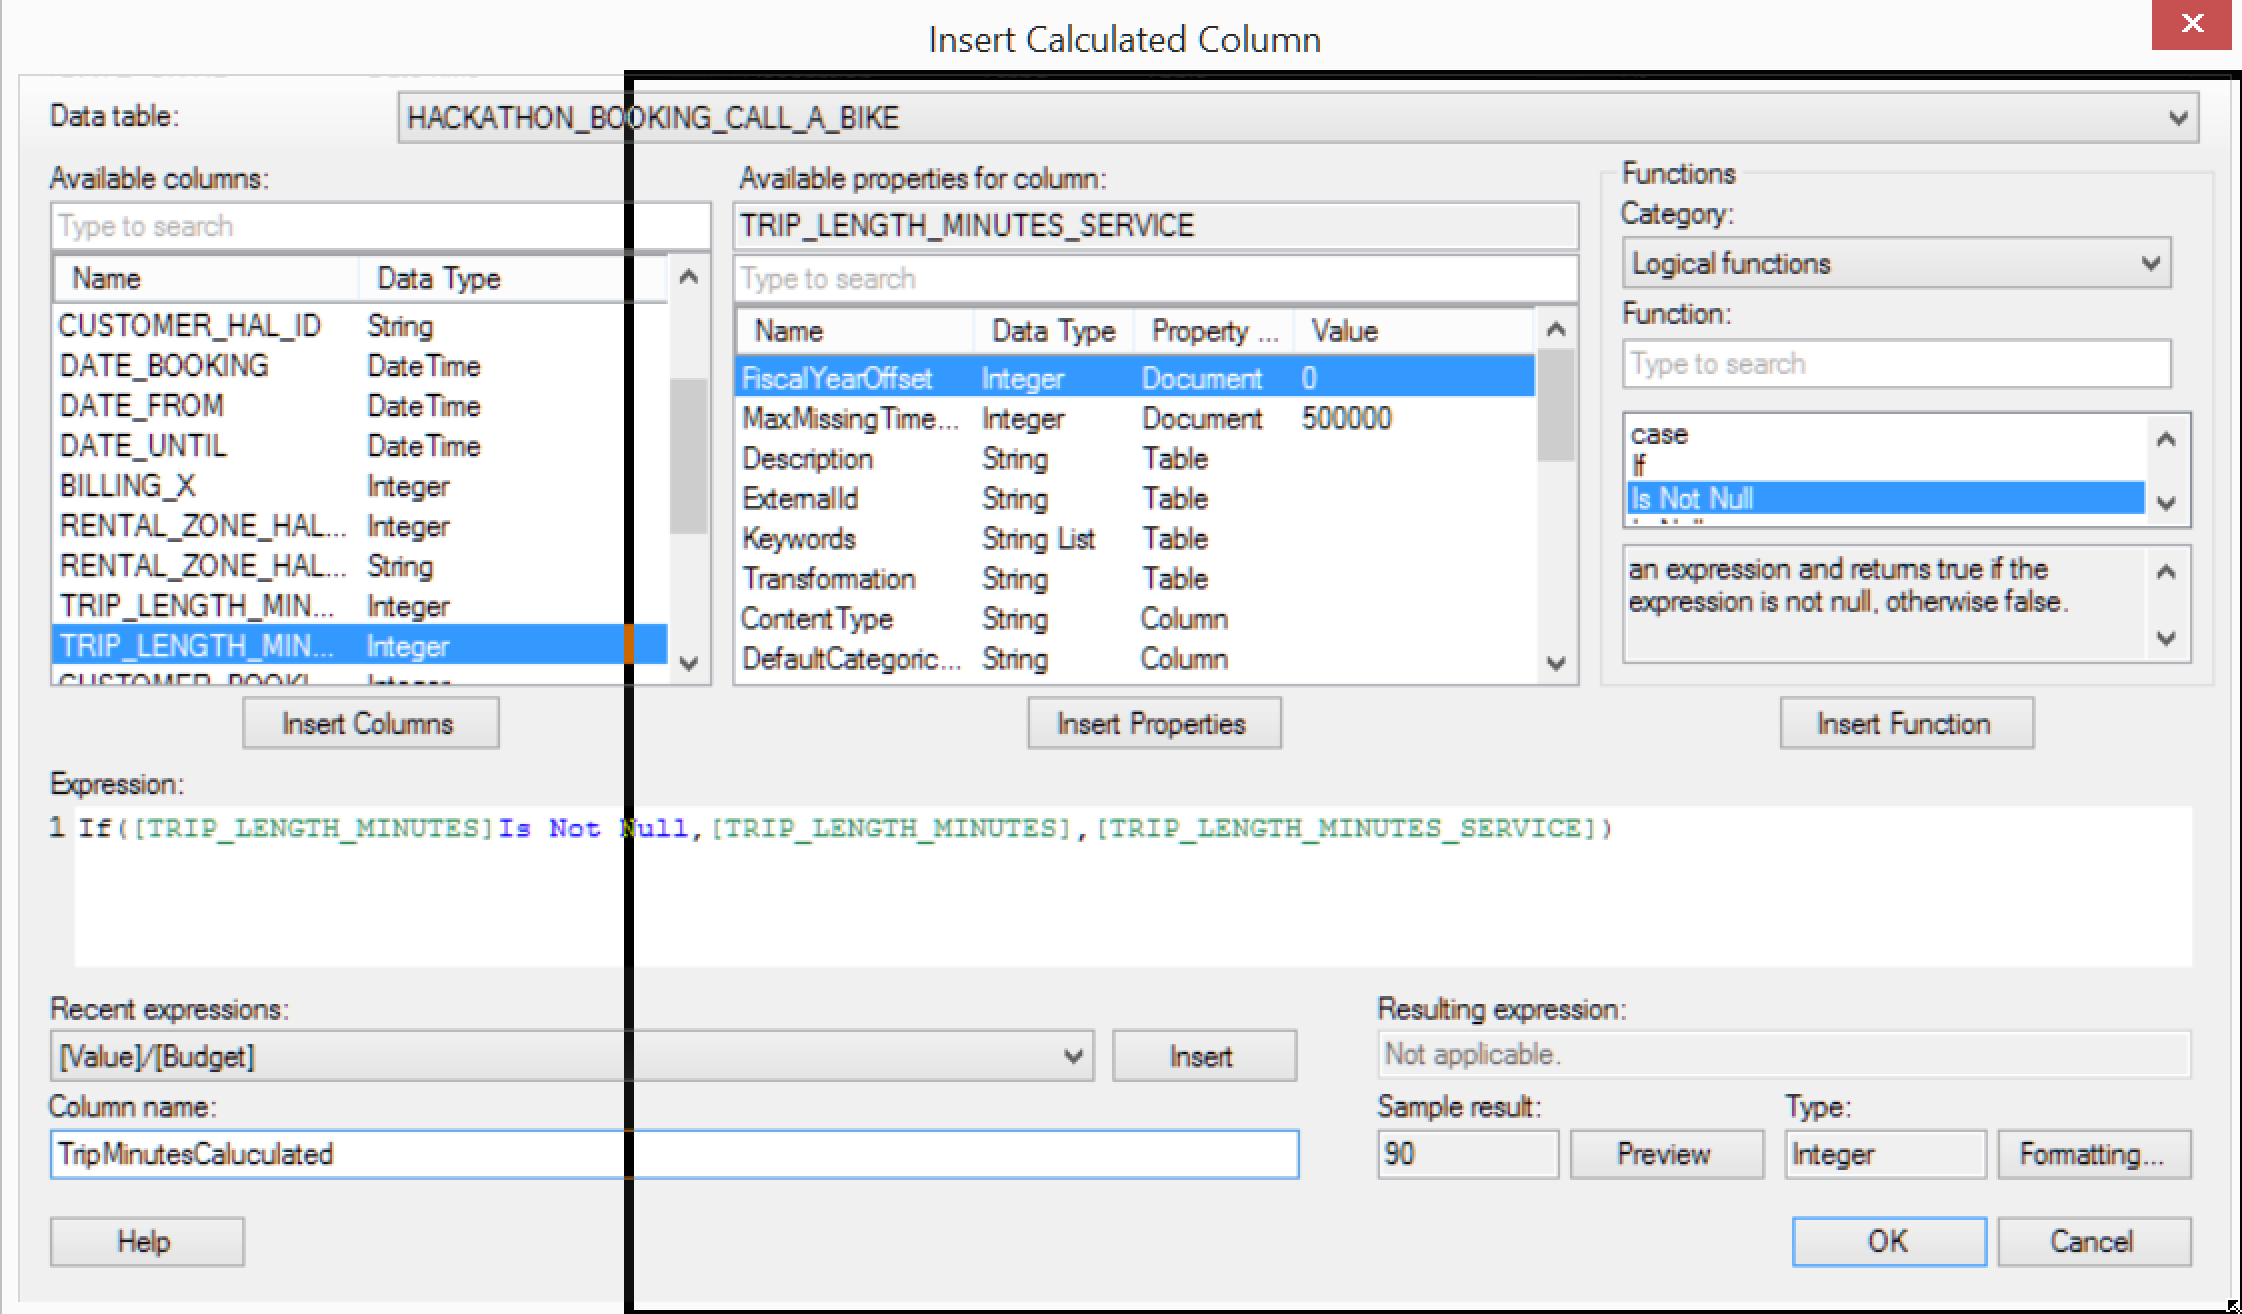 Insert Calculated Column
Data table:
HACKATHON_BOOKING_CALL_A_BIKE
Available columns:
Type to search
Name Data Type
CUSTOMER_HAL_ID String
DATE_BOOKING DateTime
DATE_FROM DateTime
DATE_UNTIL DateTime
BILLING_X Integer
RENTAL_ZONE_HAL... Integer
RENTAL_ZONE_HAL... String
TRIP_LENGTH_MIN... Integer
TRIP_LENGTH_MIN... Integer
Insert Columns
Available properties for column:
TRIP_LENGTH_MINUTES_SERVICE
Type to search
Name Data Type Property ... Value
FiscalYearOffset Integer Document 0
MaxMissingTime... Integer Document 500000
Description String Table
ExternalId String Table
Keywords String List Table
Transformation String Table
ContentType String Column
DefaultCategoric... String Column
Insert Properties
Functions
Category:
Logical functions
Function:
Type to search
case
If
Is Not Null
an expression and returns true if the
expression is not null, otherwise false.
Insert Function
Expression:
1 If([TRIP_LENGTH_MINUTES]Is Not Null,[TRIP_LENGTH_MINUTES],[TRIP_LENGTH_MINUTES_SERVICE])
Recent expressions:
[Value]/[Budget]
Insert
Resulting expression:
Not applicable.
Column name:
TripMinutesCaluculated
Sample result:
90
Preview
Type:
Integer
Formatting...
Help
OK
Cancel